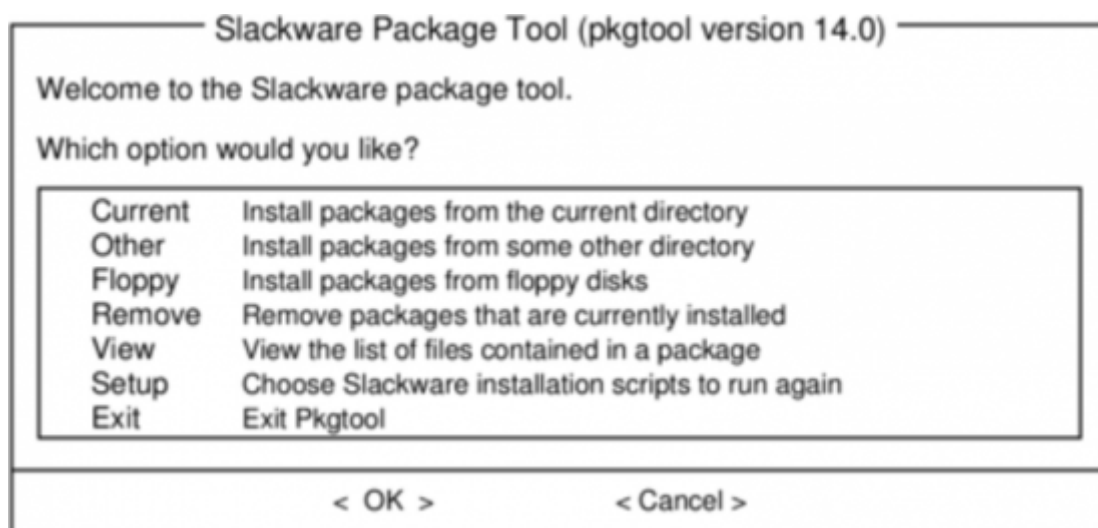 Slackware Package Tool (pkgtool version 14.0)
Welcome to the Slackware package tool.
Which option would you like?
Current Install packages from the current directory
Other Install packages from some other directory
Floppy Install packages from floppy disks
Remove Remove packages that are currently installed
View View the list of files contained in a package
Setup Choose Slackware installation scripts to run again
Exit Exit Pkgtool
< OK > < Cancel >